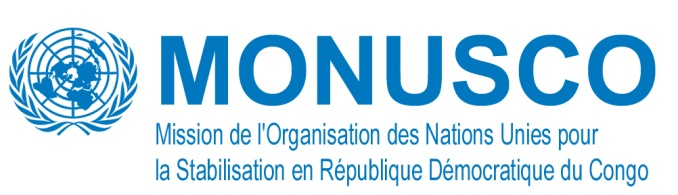 MONUSCO
Mission de l'Organisation des Nations Unies pour
la Stabilisation en République Démocratique du Congo